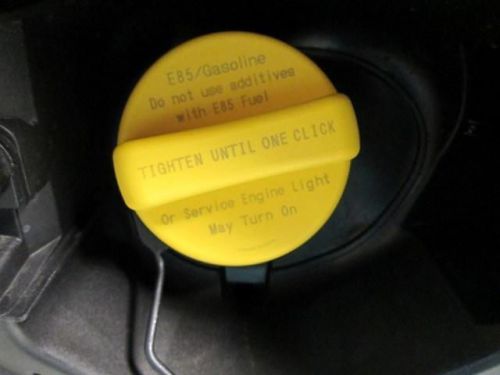 E85/Gasoline
Do not use additives
with E85 Fuel
TIGHTEN UNTIL ONE CLICK
Or Service Engine Light
May Turn On